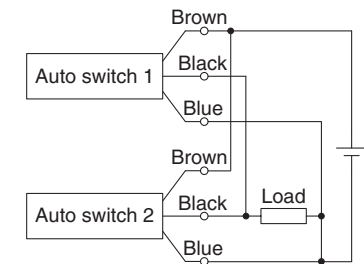 Brown
Auto switch 1
Black
Blue
Brown
Auto switch 2
Black
Load
Blue